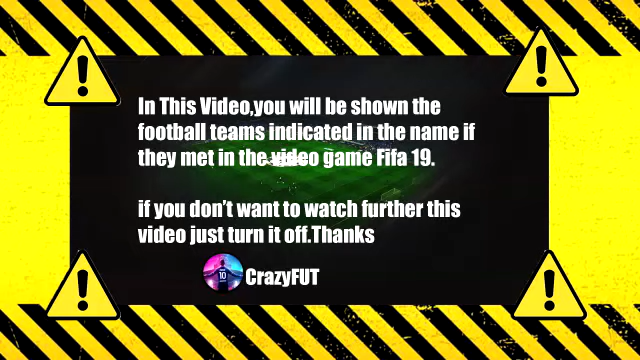 In This Video,you will be shown the
football teams indicated in the name if
they met in the video game Fifa 19.
if you don't want to watch further this
video just turn it off.Thanks
10
CrazyFUT